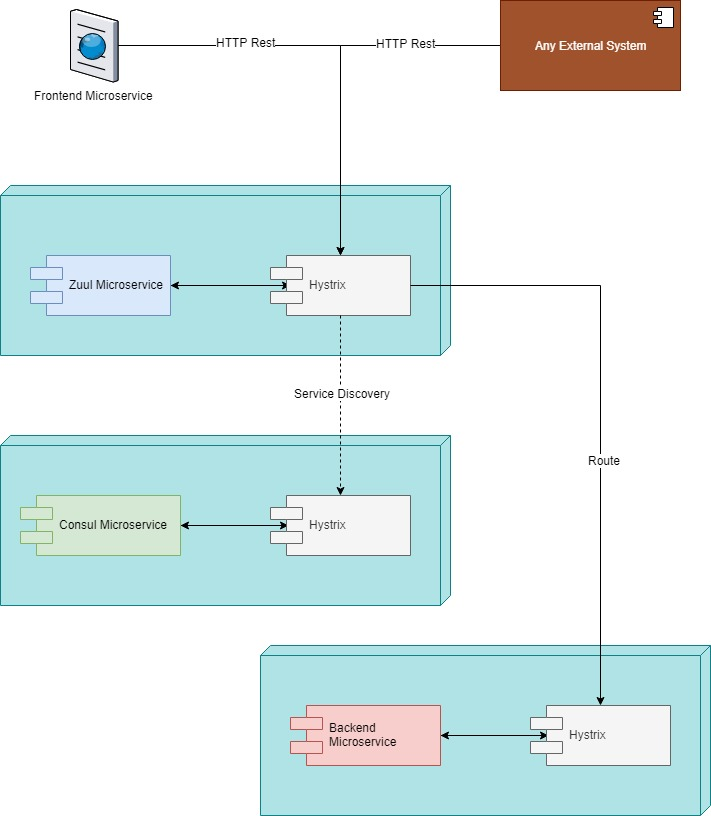 HTTP Rest
HTTP Rest
Any External System
Frontend Microservice
Zuul Microservice
Hystrix
Service Discovery
Route
Consul Microservice
Hystrix
Backend
Microservice
Hystrix